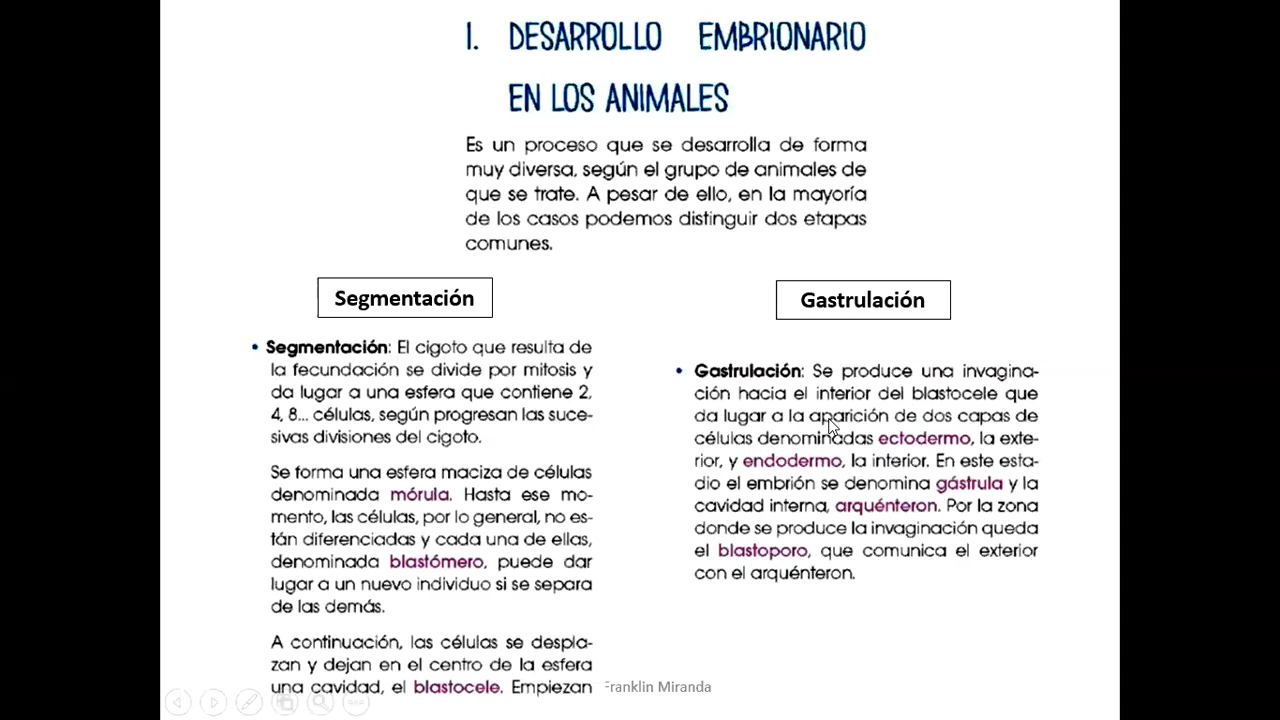 I. DESARROLLO EMBRIONARIO
EN LOS ANIMALES
Es un proceso que se desarrolla de forma
muy diversa, según el grupo de animales de
que se trate. A pesar de ello, en la mayoría
de los casos podemos distinguir dos etapas
comunes.
Segmentación
• Segmentación: El cigoto que resulta de
la fecundación se divide por mitosis y
da lugar a una esfera que contiene 2,
4, 8... células, según progresan las suce-
sivas divisiones del cigoto.
Se forma una esfera maciza de células
denominada mórula. Hasta ese mo-
mento, las células, por lo general, no es-
tán diferenciadas y cada una de ellas,
denominada blastómero, puede dar
lugar a un nuevo individuo si se separa
de las demás.
A continuación, las células se despla-
zan y dejan en el centro de la esfera
una cavidad, el blastocele. Empiezan
Gastrulación
• Gastrulación: Se produce una invagina-
ción hacia el interior del blastocele que
da lugar a la aparición de dos capas de
células denominadas ectodermo, la exte-
rior, y endodermo, la interior. En este esta-
dio el embrión se denomina gástrula y la
cavidad interna, arquénteron. Por la zona
donde se produce la invaginación queda
el blastoporo, que comunica el exterior
con el arquénteron.
Franklin Miranda